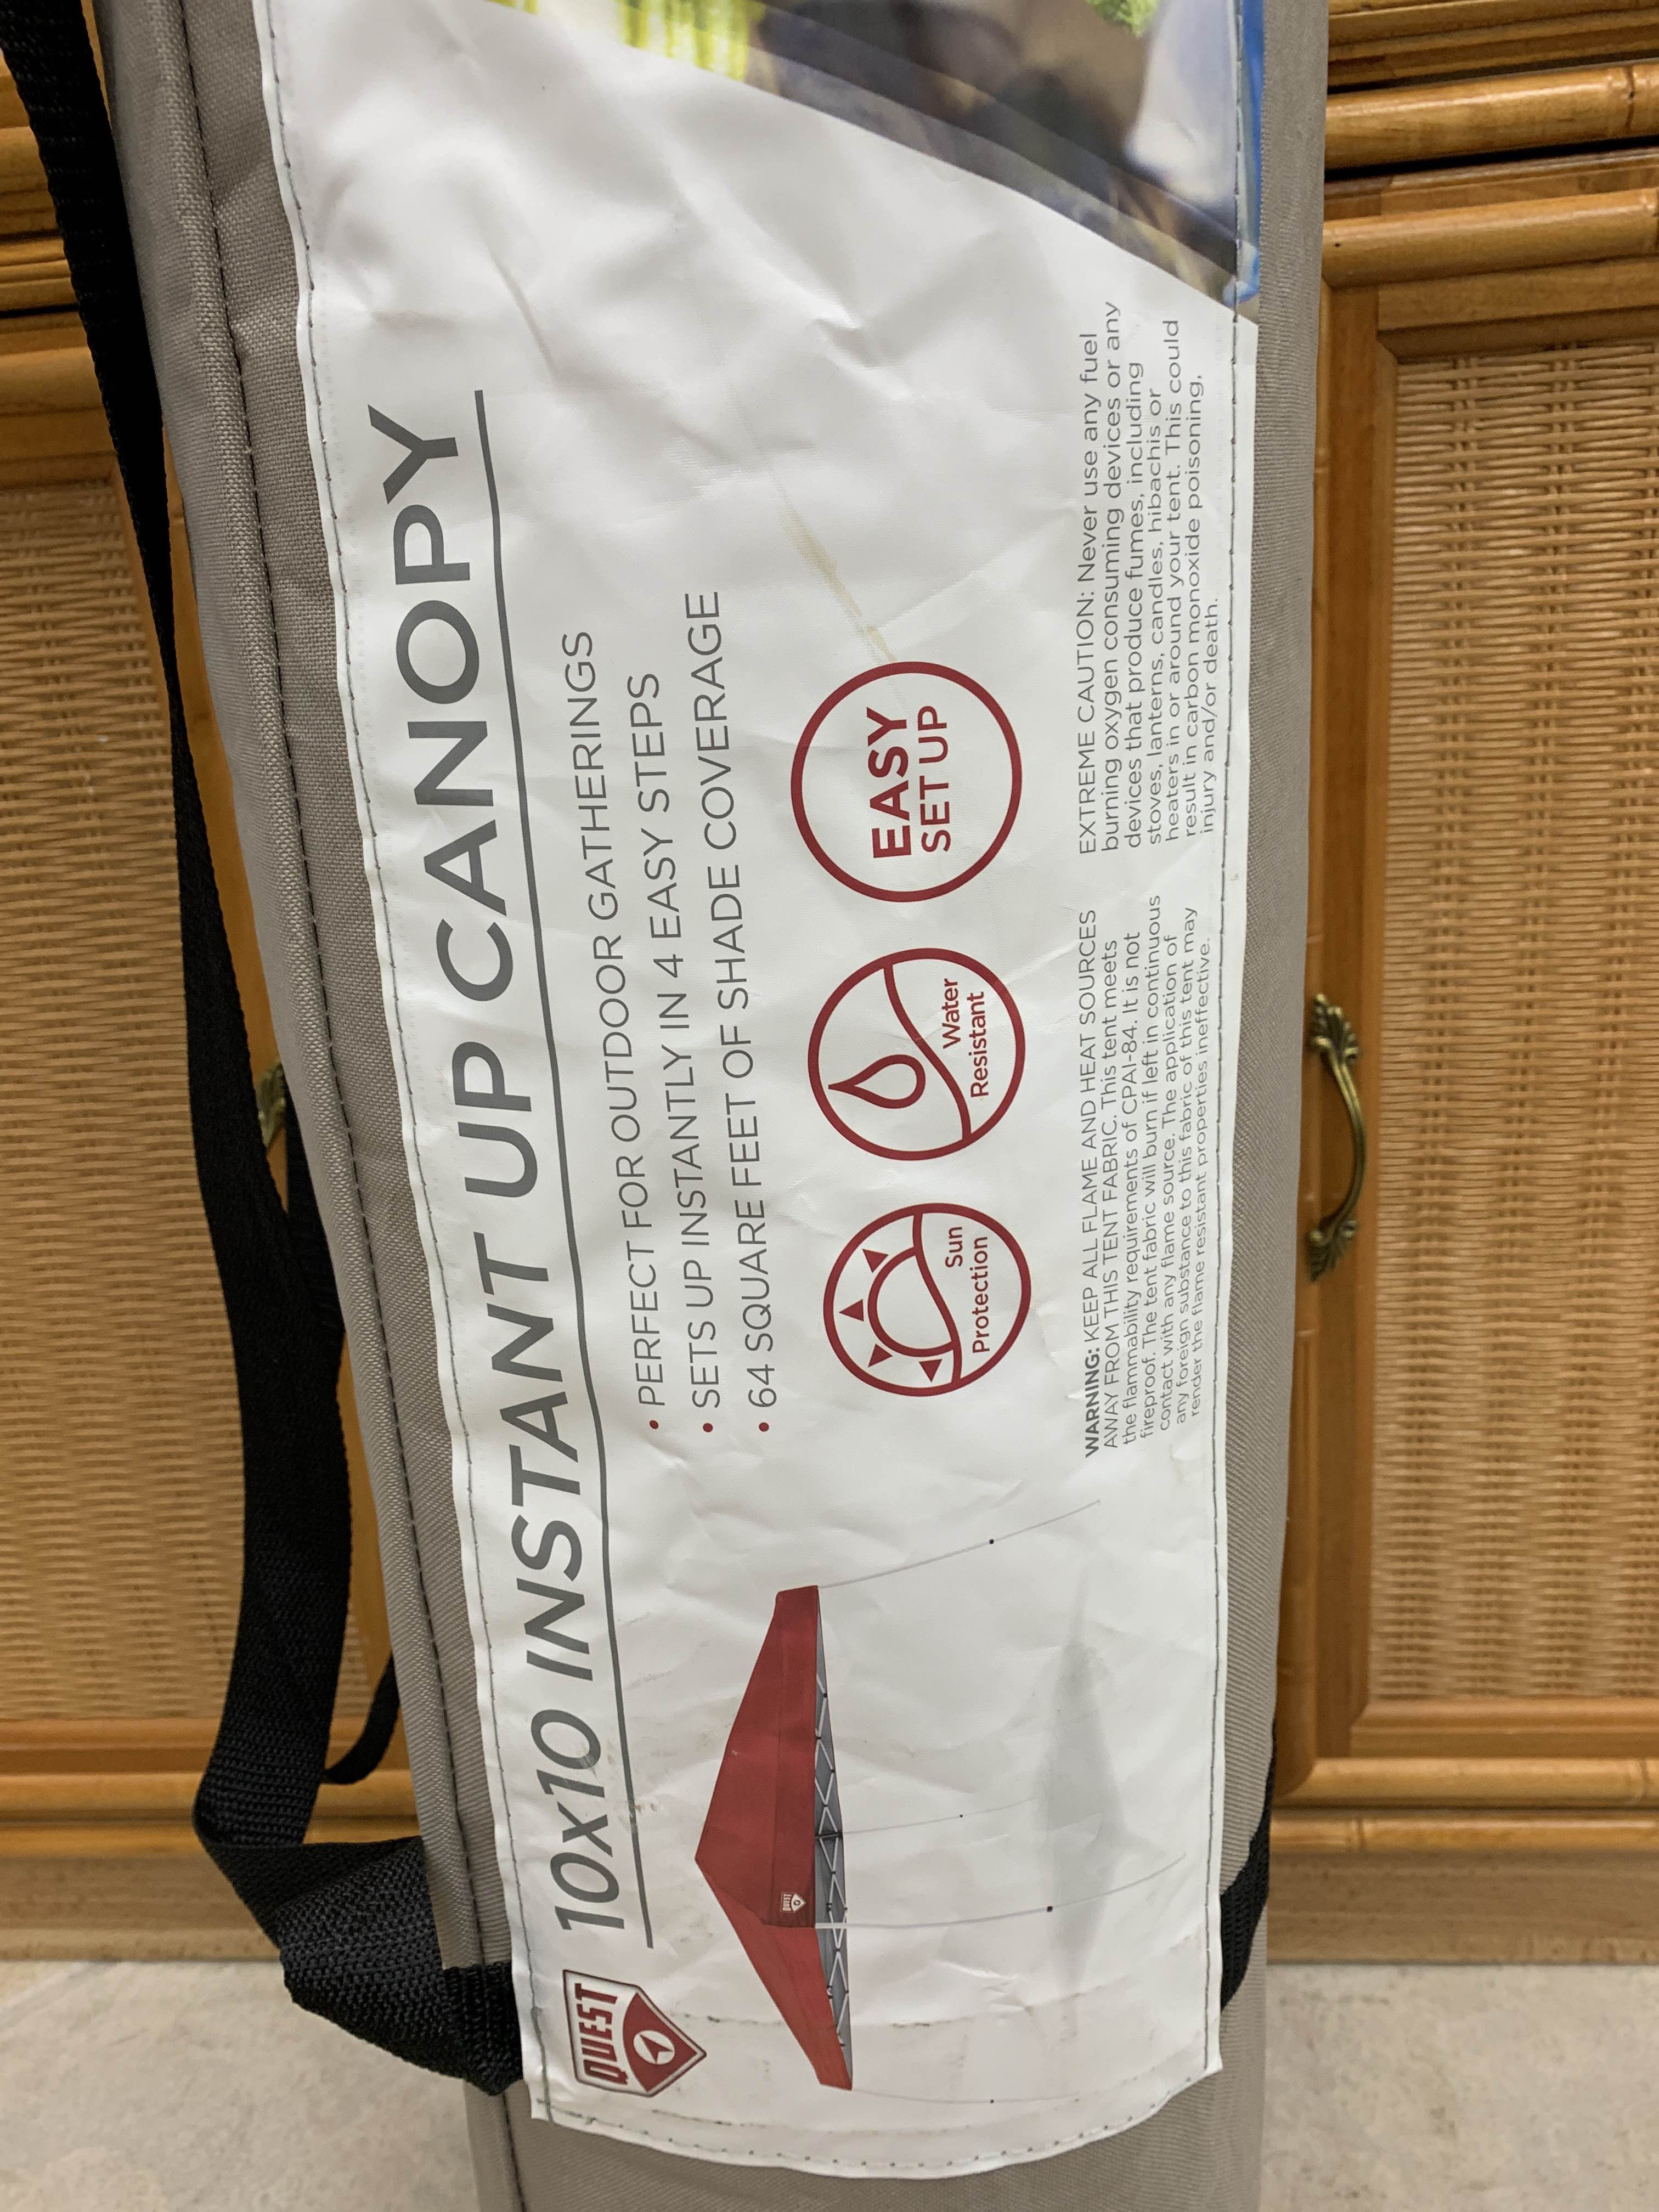 QUEST
10x10 INSTANT UP CANOPY
• PERFECT FOR OUTDOOR GATHERINGS
• SETS UP INSTANTLY IN 4 EASY STEPS
• 64 SQUARE FEET OF SHADE COVERAGE
QUEST
Sun
Protection
Water
Resistant
EASY
SET UP
WARNING: KEEP ALL FLAME AND HEAT SOURCES
AWAY FROM THIS TENT FABRIC. This tent meets
the flammability requirements of CPAI-84. It is not
fireproof. The tent fabric will burn if left in continuous
contact with any flame source. The application of
any foreign substance to this fabric of this tent may
render the flame resistant properties ineffective.
EXTREME CAUTION: Never use any fuel
burning oxygen consuming devices or any
devices that produce fumes, including
stoves, lanterns, candles, hibachis or
heaters in or around your tent. This could
result in carbon monoxide poisoning,
injury and/or death.